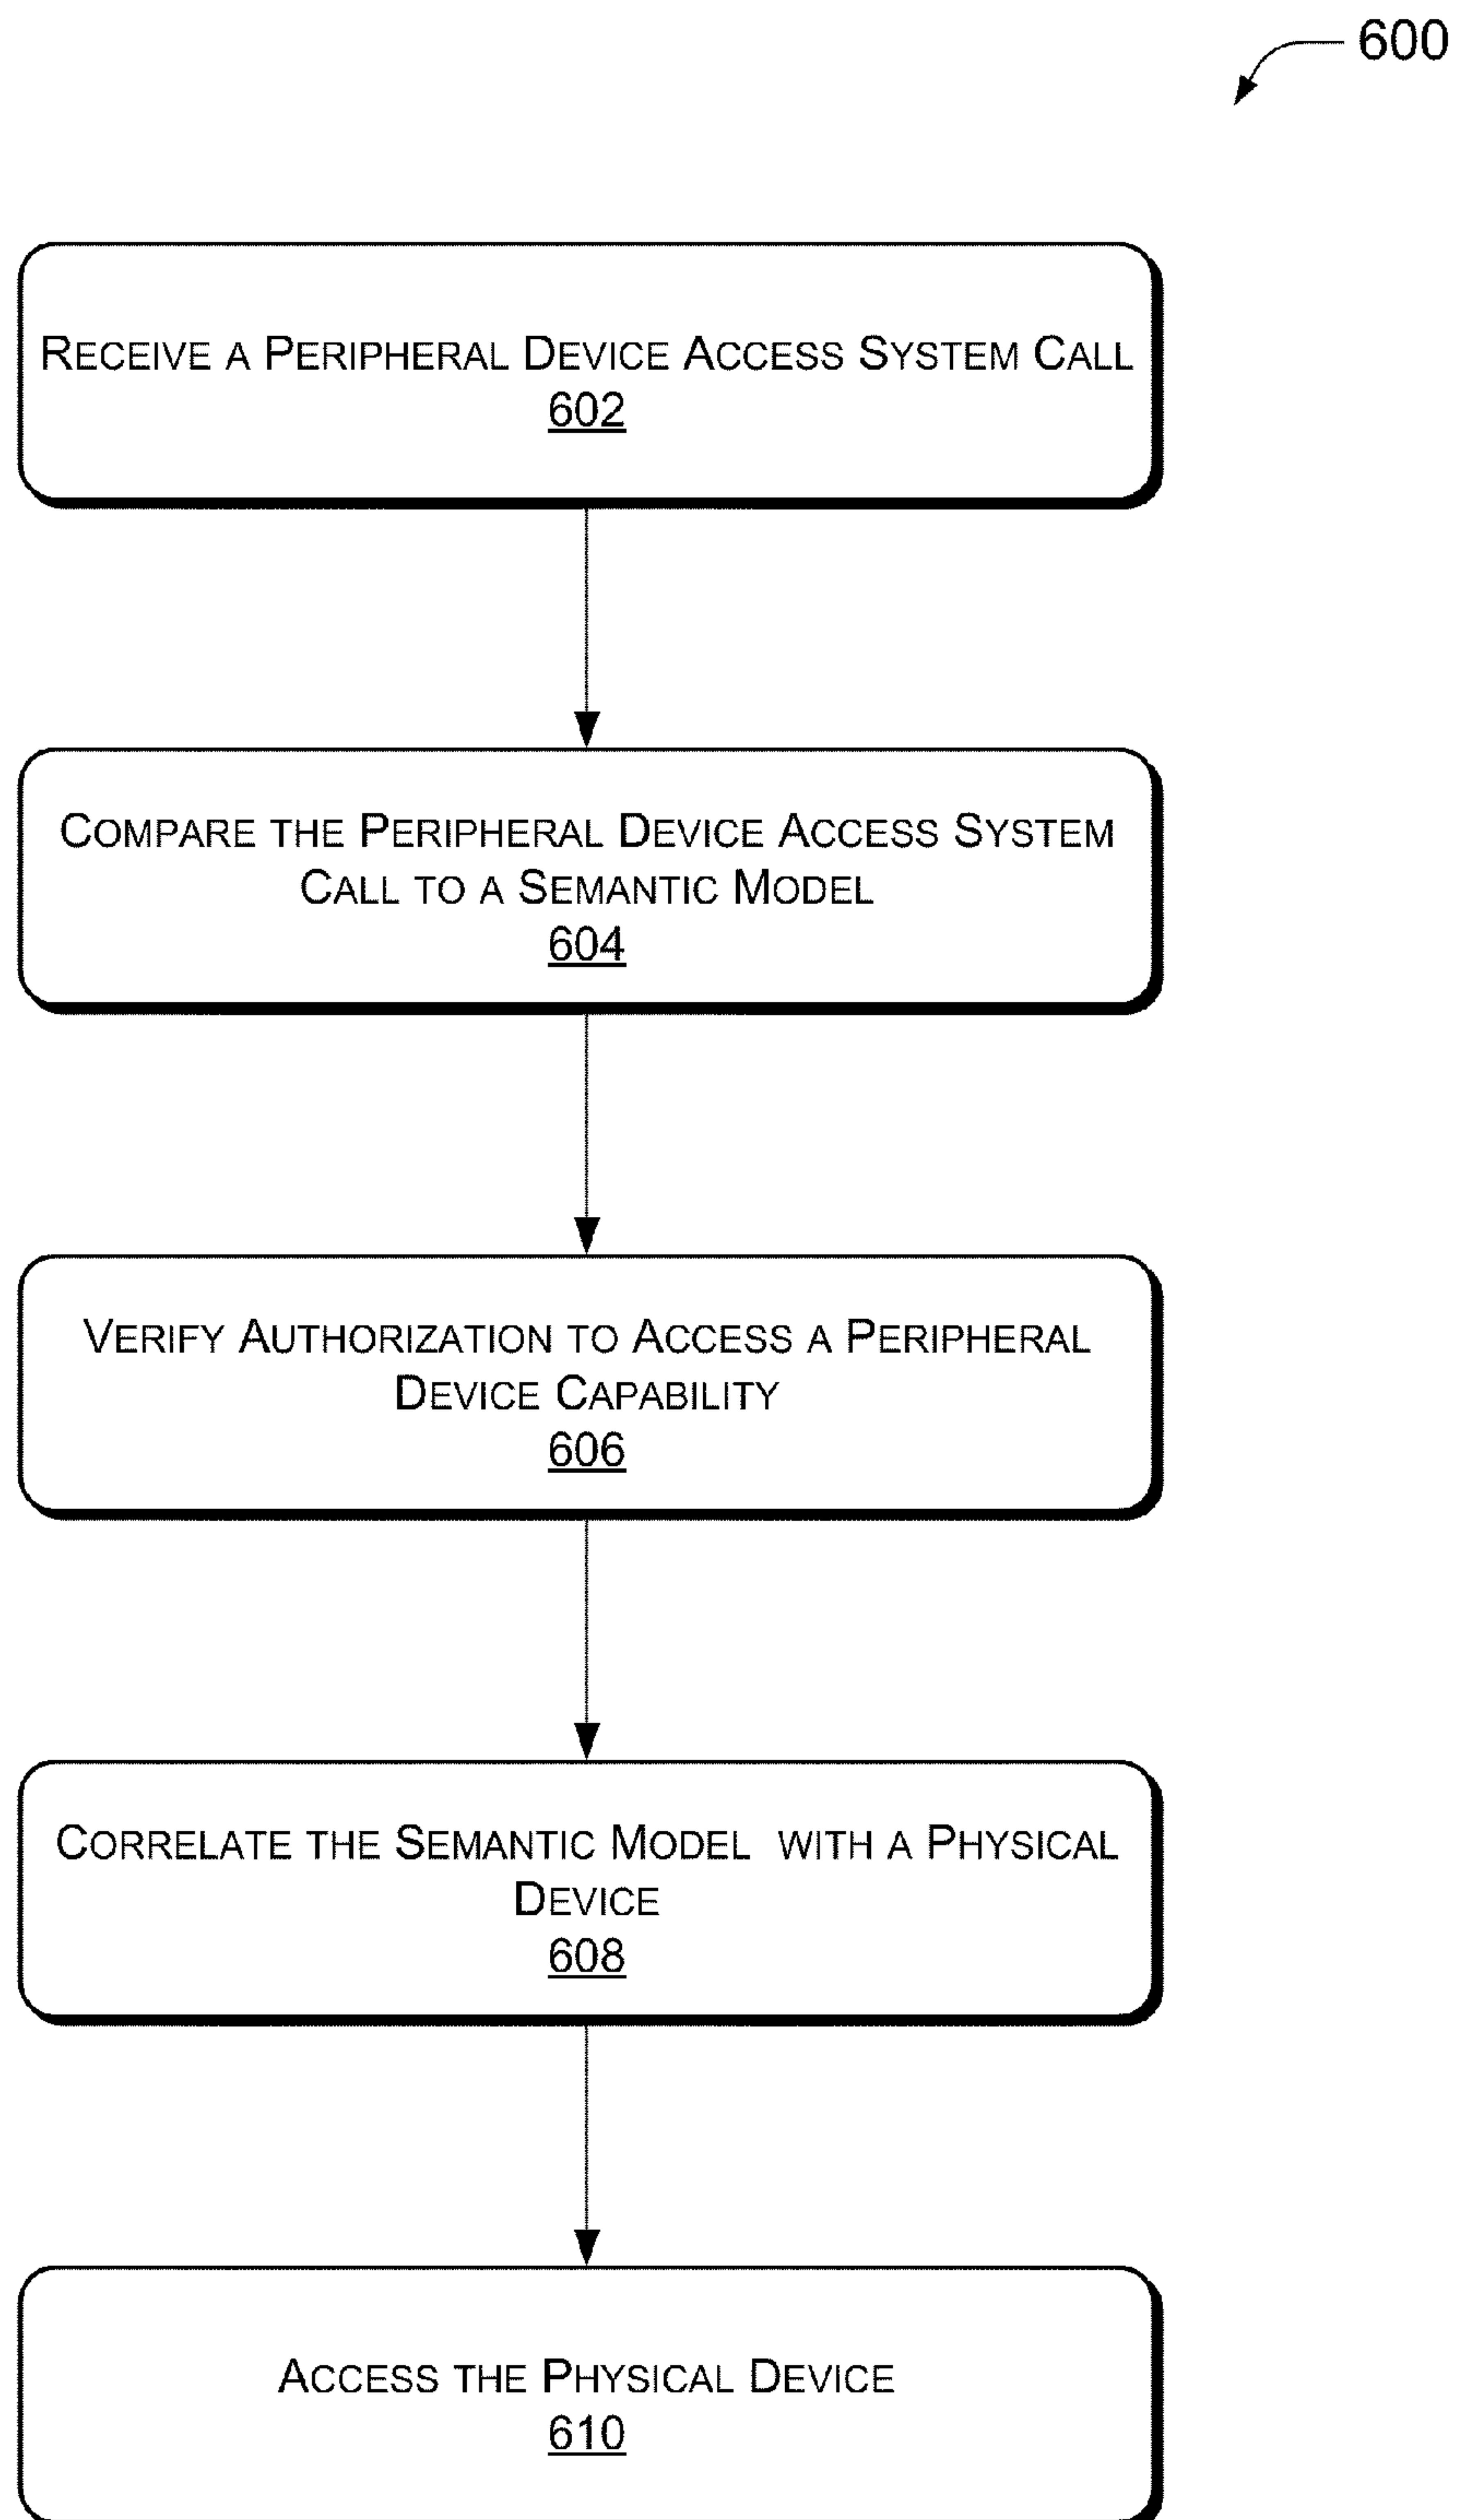 600
RECEIVE A PERIPHERAL DEVICE ACCESS SYSTEM CALL
602
COMPARE THE PERIPHERAL DEVICE ACCESS SYSTEM
CALL TO A SEMANTIC MODEL
604
VERIFY AUTHORIZATION TO ACCESS A PERIPHERAL
DEVICE CAPABILITY
606
CORRELATE THE SEMANTIC MODEL WITH A PHYSICAL
DEVICE
608
ACCESS THE PHYSICAL DEVICE
610